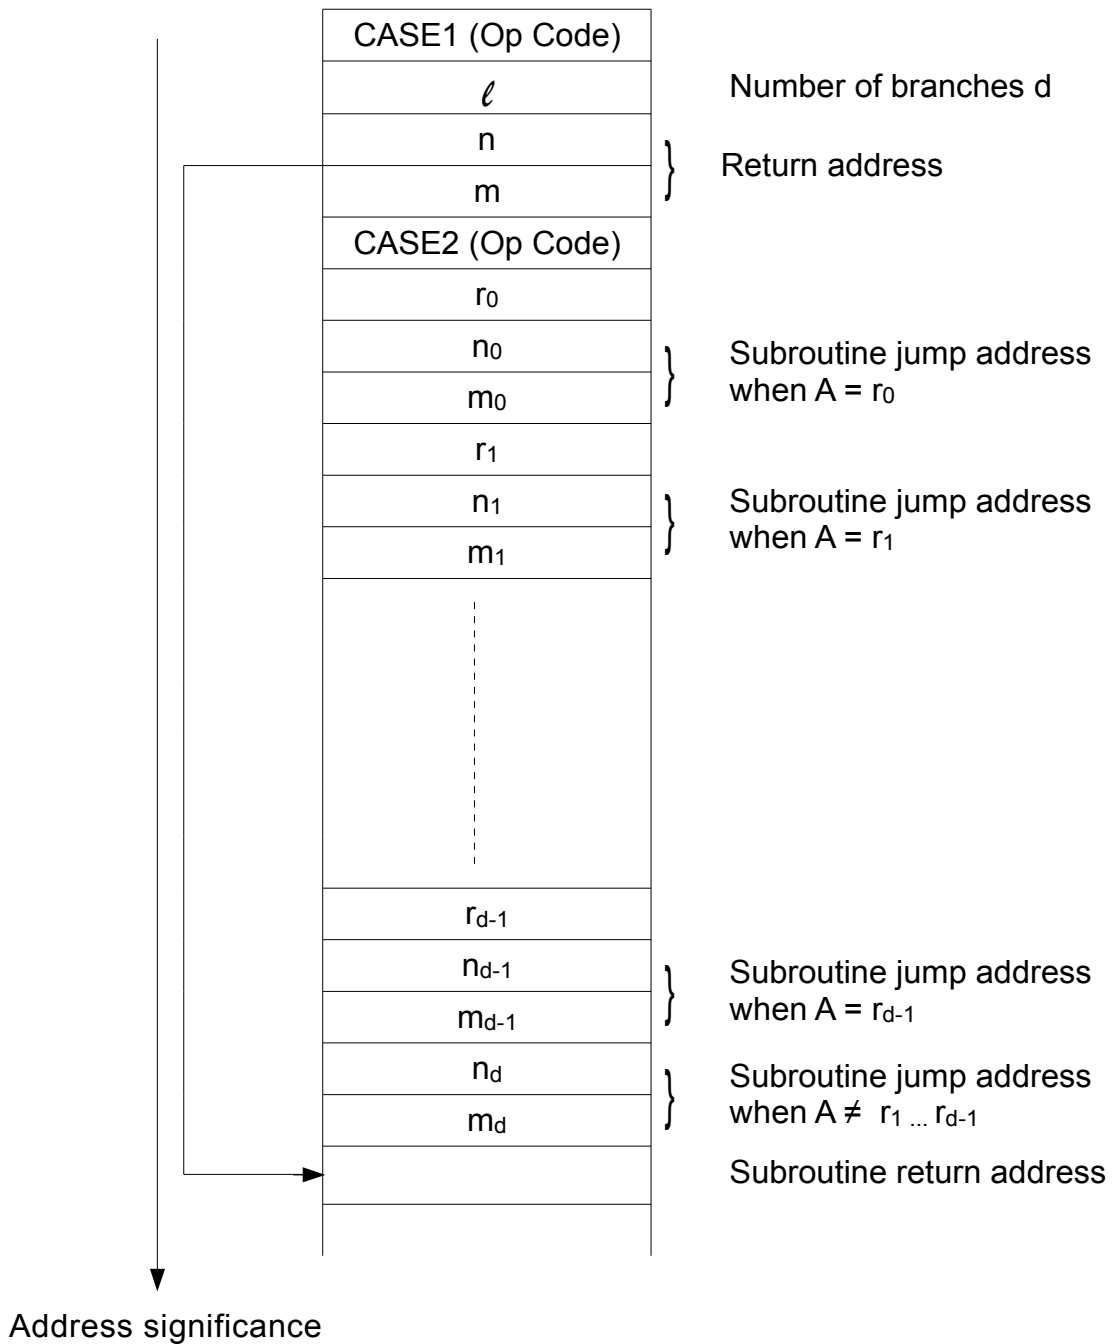 CASE1 (Op Code)
ℓ
Number of branches d
n
Return address
m
CASE2 (Op Code)
r0
n0
Subroutine jump address
when A = r0
m0
r1
n1
Subroutine jump address
when A = r1
m1
rd-1
nd-1
Subroutine jump address
when A = rd-1
md-1
nd
Subroutine jump address
when A ≠ r1 ... rd-1
md
Subroutine return address
Address significance